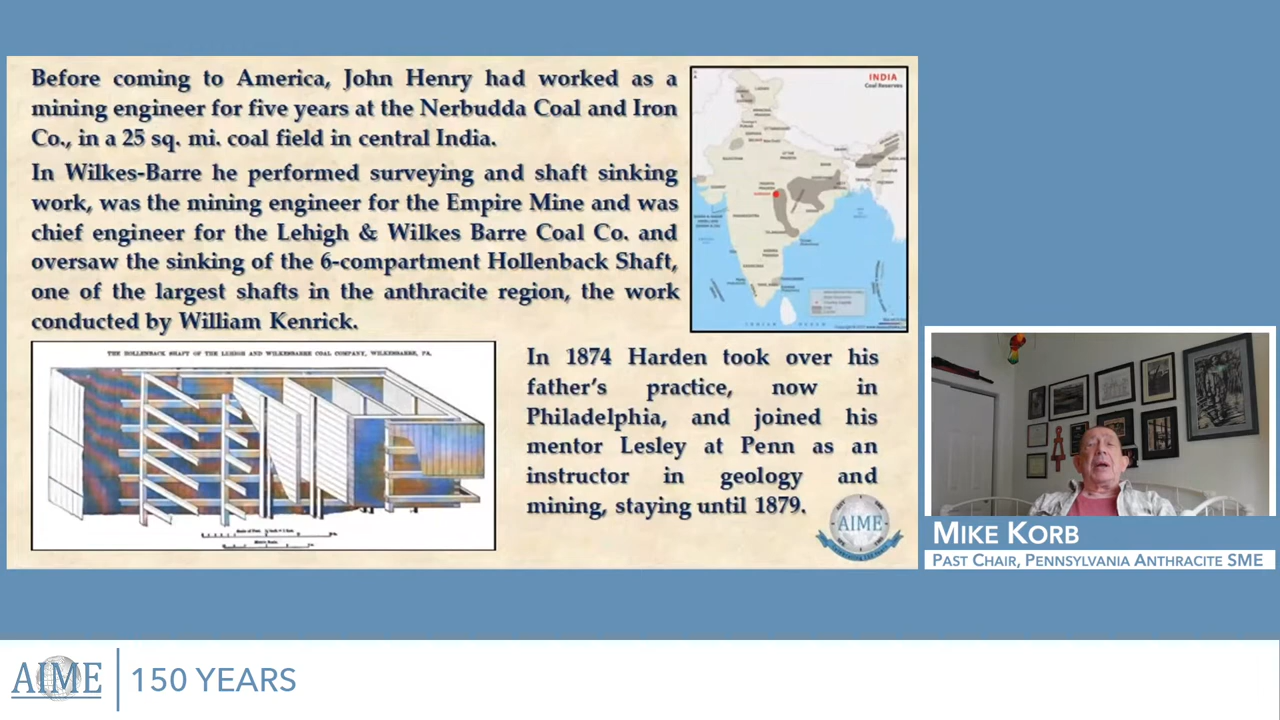 Before coming to America, John Henry had worked as a
mining engineer for five years at the Nerbudda Coal and Iron
Co., in a 25 sq. mi. coal field in central India.
In Wilkes-Barre he performed surveying and shaft sinking
work, was the mining engineer for the Empire Mine and was
chief engineer for the Lehigh & Wilkes Barre Coal Co. and
oversaw the sinking of the 6-compartment Hollenback Shaft,
one of the largest shafts in the anthracite region, the work
conducted by William Kenrick.
INDIA
Coal Reserves
THE HOLLENBACK SHAFT OF THE LEHIGH AND WILKESBARRE COAL COMPANY, WILKESBARRE, PA.
In 1874 Harden took over his
father's practice, now in
Philadelphia, and joined his
mentor Lesley at Penn as an
instructor in geology and
mining, staying until 1879.
AIME
MIKE KORB
PAST CHAIR, PENNSYLVANIA ANTHRACITE SME
AIME
150 YEARS